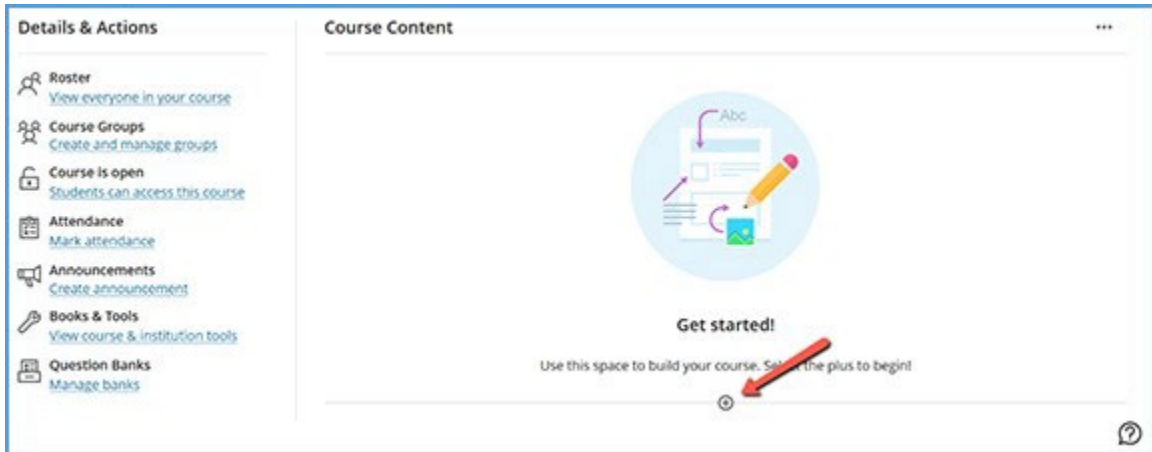 Details & Actions
Roster
View everyone in your course
Course Groups
Create and manage groups
Course is open
Students can access this course
Attendance
Mark attendance
Announcements
Create announcement
Books & Tools
View course & institution tools
Question Banks
Manage banks
Course Content
Abc
Get started!
Use this space to build your course. the plus to begin!